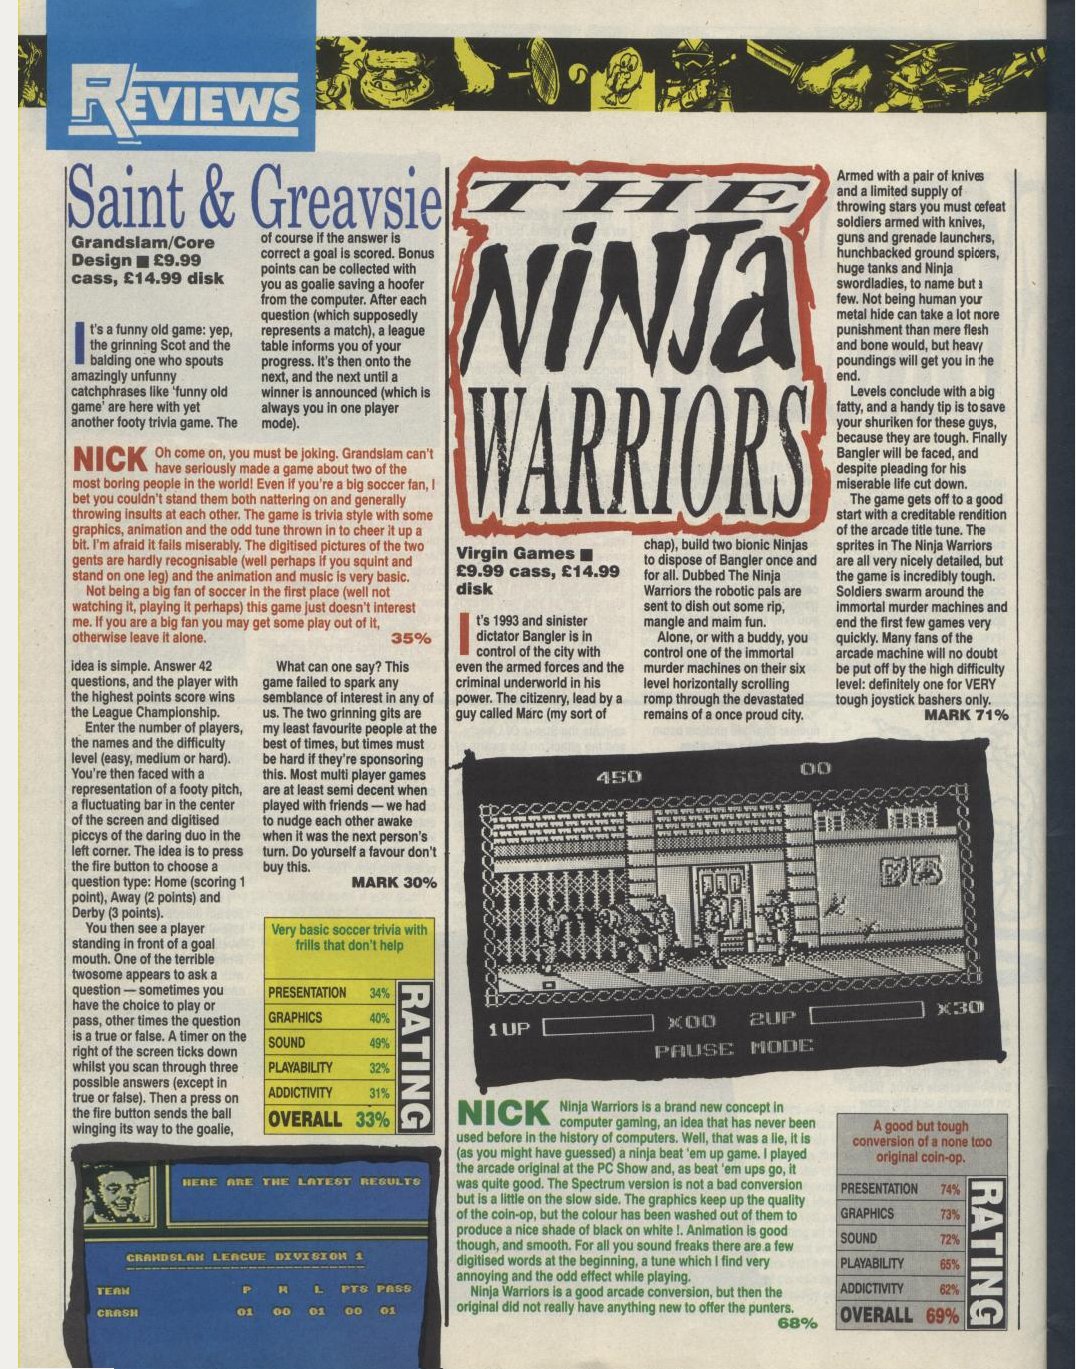 REVIEWS
Saint & Greavsie
Grandslam/Core
Design ■ £9.99
cass, £14.99 disk
It's a funny old game: yep,
the grinning Scot and the
balding one who spouts
amazingly unfunny
catchphrases like 'funny old
game' are here with yet
another footy trivia game. The
of course if the answer is
correct a goal is scored. Bonus
points can be collected with
you as goalie saving a hoofer
from the computer. After each
question (which supposedly
represents a match), a league
table informs you of your
progress. It's then onto the
next, and the next until a
winner is announced (which is
always you in one player
mode).
NICK Oh come on, you must be joking. Grandslam can't
have seriously made a game about two of the
most boring people in the world! Even if you're a big soccer fan, I
bet you couldn't stand them both nattering on and generally
throwing insults at each other. The game is trivia style with some
graphics, animation and the odd tune thrown in to cheer it up a
bit. I'm afraid it fails miserably. The digitised pictures of the two
gents are hardly recognisable (well perhaps if you squint and
stand on one leg) and the animation and music is very basic.
Not being a big fan of soccer in the first place (well not
watching it, playing it perhaps) this game just doesn't interest
me. If you are a big fan you may get some play out of it,
otherwise leave it alone. 35%
idea is simple. Answer 42
questions, and the player with
the highest points score wins
the League Championship.
Enter the number of players,
the names and the difficulty
level (easy, medium or hard).
You're then faced with a
representation of a footy pitch,
a fluctuating bar in the center
of the screen and digitised
piccys of the daring duo in the
left corner. The idea is to press
the fire button to choose a
question type: Home (scoring 1
point), Away (2 points) and
Derby (3 points).
You then see a player
standing in front of a goal
mouth. One of the terrible
twosome appears to ask a
question — sometimes you
have the choice to play or
pass, other times the question
is a true or false. A timer on the
right of the screen ticks down
whilst you scan through three
possible answers (except in
true or false). Then a press on
the fire button sends the ball
winging its way to the goalie,
What can one say? This
game failed to spark any
semblance of interest in any of
us. The two grinning gits are
my least favourite people at the
best of times, but times must
be hard if they're sponsoring
this. Most multi player games
are at least semi decent when
played with friends — we had
to nudge each other awake
when it was the next person's
turn. Do yourself a favour don't
buy this.
MARK 30%
Very basic soccer trivia with
frills that don't help
PRESENTATION 34%
GRAPHICS 40%
SOUND 49%
PLAYABILITY 32%
ADDICTIVITY 31%
OVERALL 33%
RATING
HERE ARE THE LATEST RESULTS
GRANDSLAM LEAGUE DIVISION 1
TEAM P W L PTS PASS
CRASH 01 00 01 00 01
THE
NINJA
WARRIORS
Virgin Games ■
£9.99 cass, £14.99
disk
It's 1993 and sinister
dictator Bangler is in
control of the city with
even the armed forces and the
criminal underworld in his
power. The citizenry, lead by a
guy called Marc (my sort of
chap), build two bionic Ninjas
to dispose of Bangler once and
for all. Dubbed The Ninja
Warriors the robotic pals are
sent to dish out some rip,
mangle and maim fun.
Alone, or with a buddy, you
control one of the immortal
murder machines on their six
level horizontally scrolling
romp through the devastated
remains of a once proud city.
Armed with a pair of knives
and a limited supply of
throwing stars you must defeat
soldiers armed with knives,
guns and grenade launchers,
hunchbacked ground spiders,
huge tanks and Ninja
swordladies, to name but a
few. Not being human your
metal hide can take a lot more
punishment than mere flesh
and bone would, but heavy
poundings will get you in the
end.
Levels conclude with a big
fatty, and a handy tip is to save
your shuriken for these guys,
because they are tough. Finally
Bangler will be faced, and
despite pleading for his
miserable life cut down.
The game gets off to a good
start with a creditable rendition
of the arcade title tune. The
sprites in The Ninja Warriors
are all very nicely detailed, but
the game is incredibly tough.
Soldiers swarm around the
immortal murder machines and
end the first few games very
quickly. Many fans of the
arcade machine will no doubt
be put off by the high difficulty
level: definitely one for VERY
tough joystick bashers only.
MARK 71%
450 00
1UP X00 2UP X30
PAUSE MODE
NICK Ninja Warriors is a brand new concept in
computer gaming, an idea that has never been
used before in the history of computers. Well, that was a lie, it is
(as you might have guessed) a ninja beat 'em up game. I played
the arcade original at the PC Show and, as beat 'em ups go, it
was quite good. The Spectrum version is not a bad conversion
but is a little on the slow side. The graphics keep up the quality
of the coin-op, but the colour has been washed out of them to
produce a nice shade of black on white !. Animation is good
though, and smooth. For all you sound freaks there are a few
digitised words at the beginning, a tune which I find very
annoying and the odd effect while playing.
Ninja Warriors is a good arcade conversion, but then the
original did not really have anything new to offer the punters.
68%
A good but tough
conversion of a none too
original coin-op.
PRESENTATION 74%
GRAPHICS 73%
SOUND 72%
PLAYABILITY 65%
ADDICTIVITY 62%
OVERALL 69%
RATING